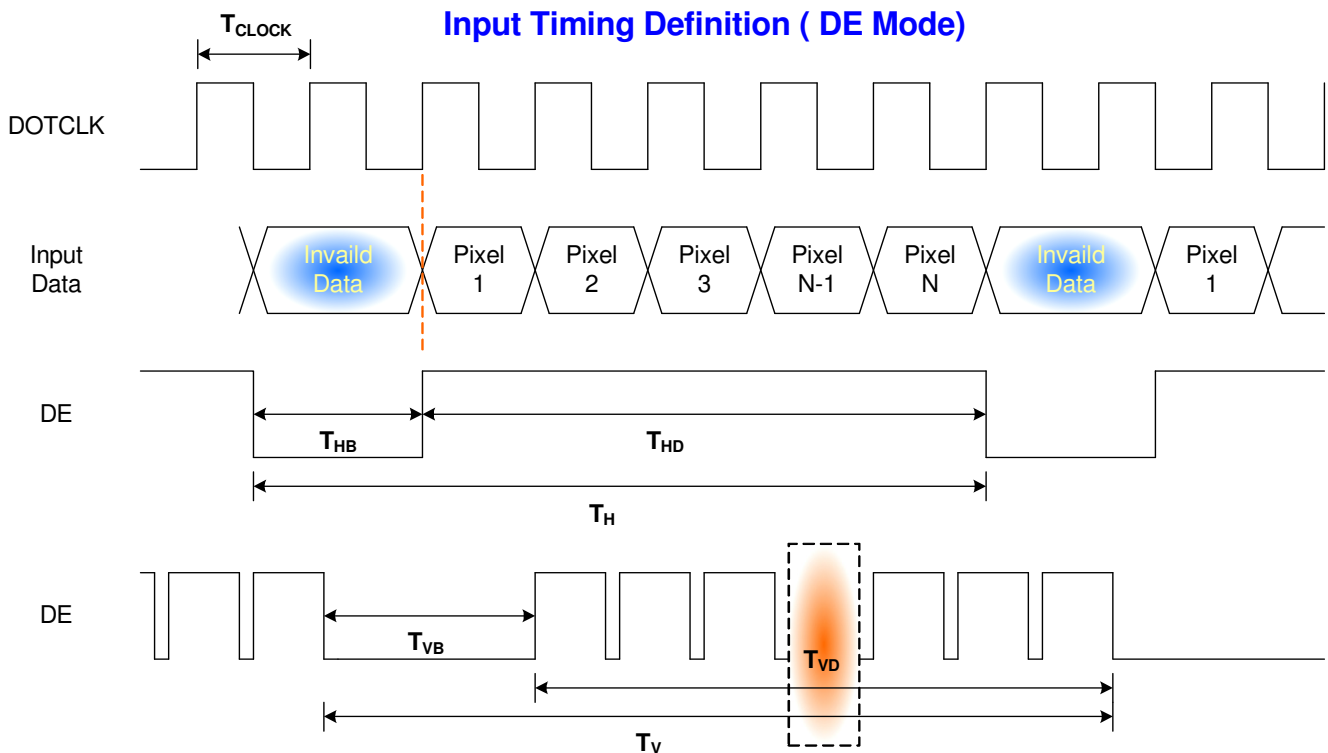 Input Timing Definition ( DE Mode)
TCLOCK
DOTCLK
Input
Data
Invaild
Data
Pixel
1
Pixel
2
Pixel
3
Pixel
N-1
Pixel
N
Invaild
Data
Pixel
1
DE
THB
THD
TH
DE
TVB
TVD
TV